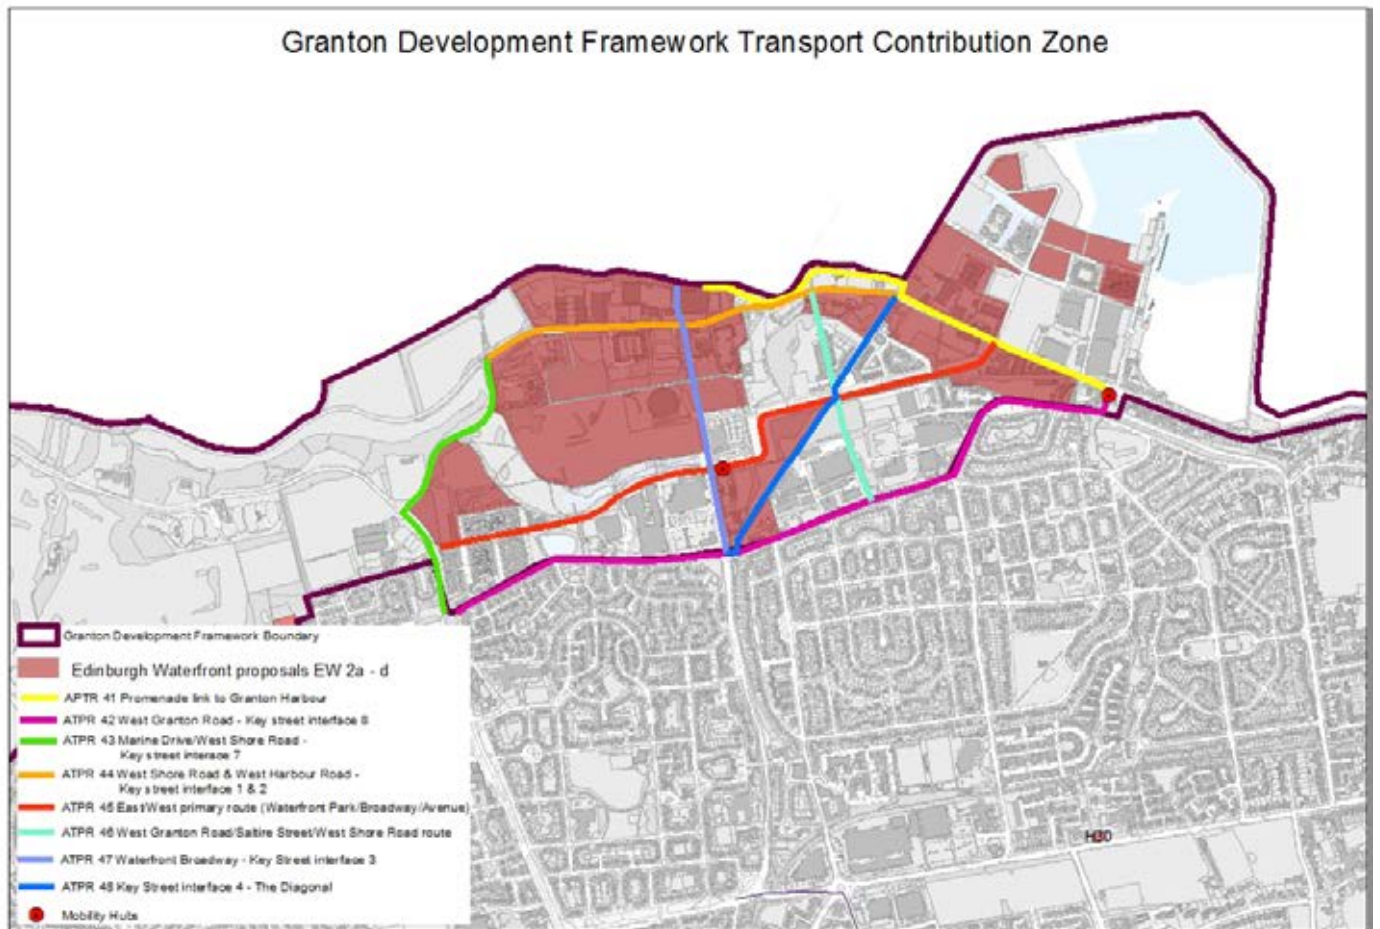 Granton Development Framework Transport Contribution Zone
H30
Granton Development Framework Boundary
Edinburgh Waterfront proposals EW 2a - d
APTR 41 Promenade link to Granton Harbour
ATPR 42 West Granton Road - Key street interface 8
ATPR 43 Marine Drive/West Shore Road -
Key street interace 7
ATPR 44 West Shore Road & West Harbour Road -
Key street interface 1 & 2
ATPR 45 East/West primary route (Waterfront Park/Broadway/Avenue)
ATPR 46 West Granton Road/Saltire Street/West Shore Road route
ATPR 47 Waterfront Broadway - Key Street interface 3
ATPR 48 Key Street interface 4 - The Diagonal
Mobility Hubs